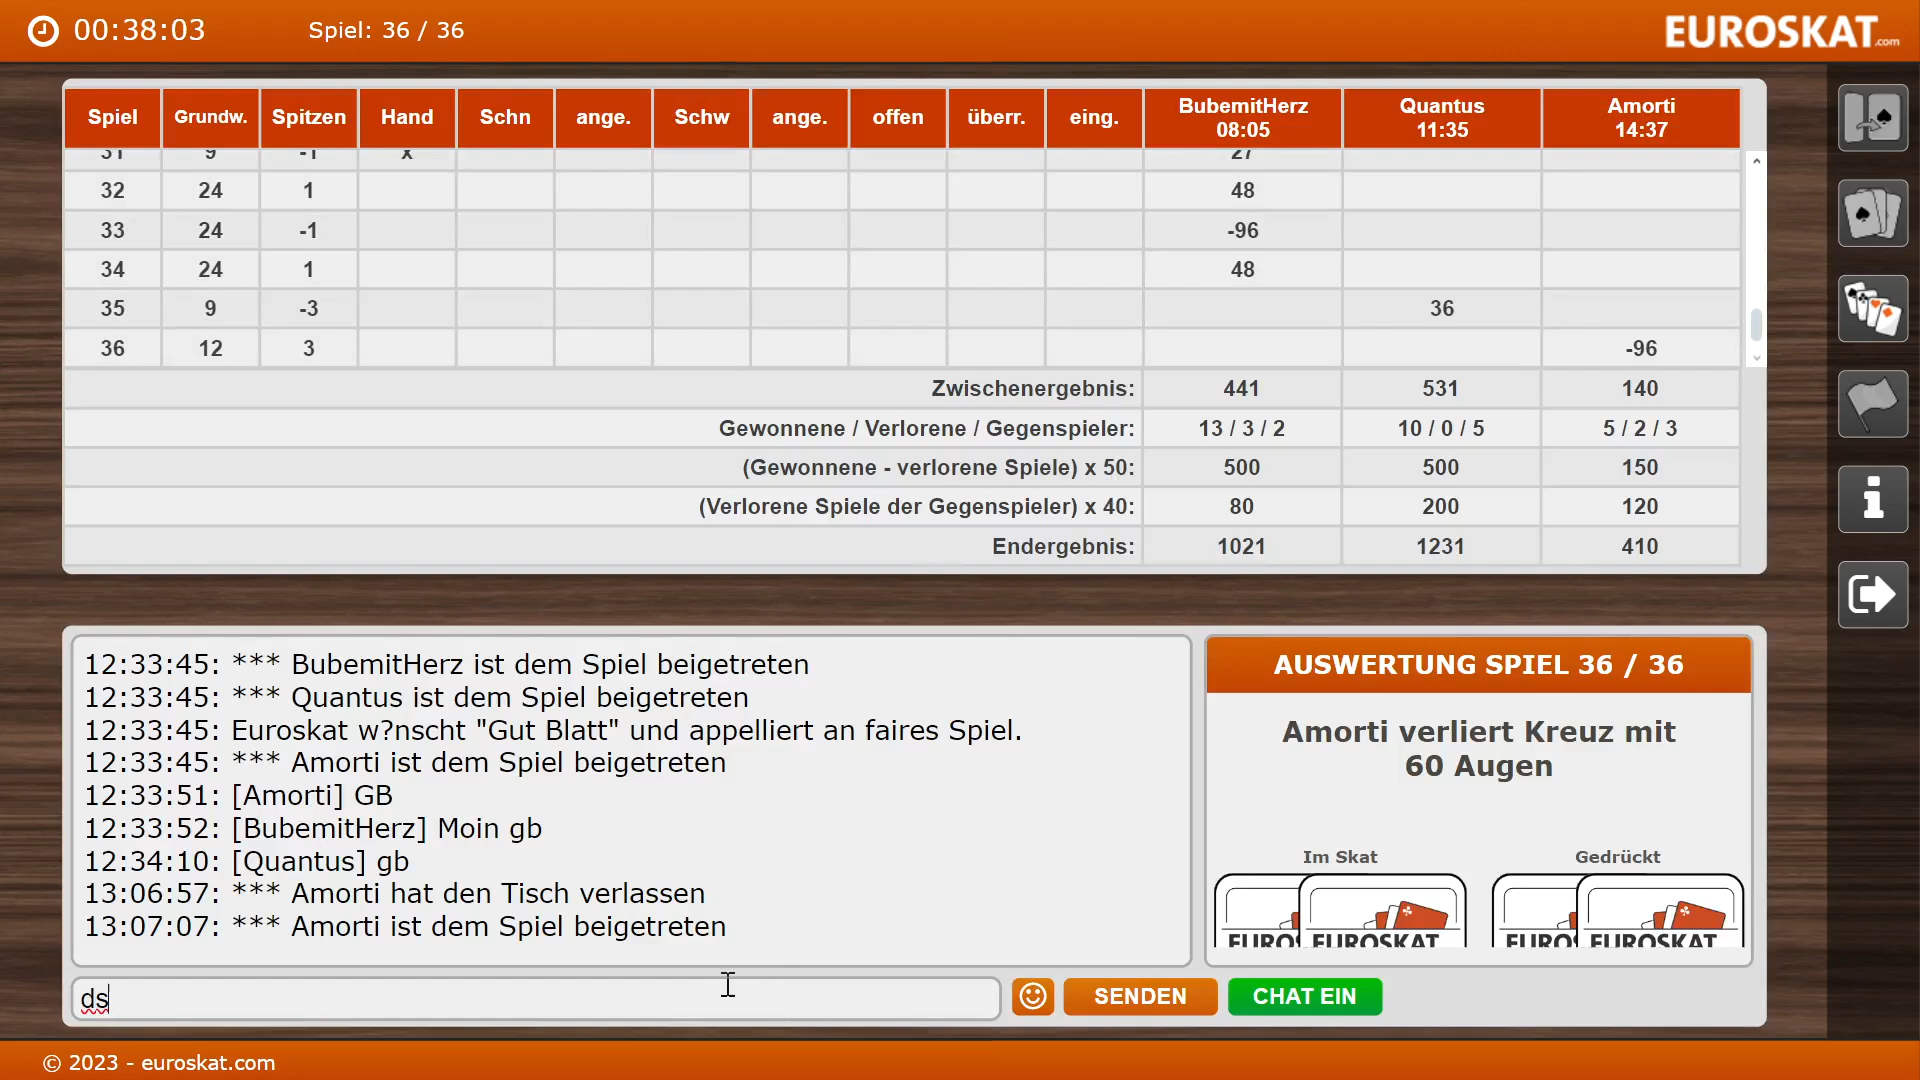 00:38:03 Spiel: 36 / 36 EUROSKAT.com
Spiel Grundw. Spitzen Hand Schn ange. Schw ange. offen überr. eing. BubemitHerz 08:05 Quantus 11:35 Amorti 14:37
31 9 -1 x 27
32 24 1 48
33 24 -1 -96
34 24 1 48
35 9 -3 36
36 12 3 -96
Zwischenergebnis: 441 531 140
Gewonnene / Verlorene / Gegenspieler: 13 / 3 / 2 10 / 0 / 5 5 / 2 / 3
(Gewonnene - verlorene Spiele) x 50: 500 500 150
(Verlorene Spiele der Gegenspieler) x 40: 80 200 120
Endergebnis: 1021 1231 410
12:33:45: *** BubemitHerz ist dem Spiel beigetreten
12:33:45: *** Quantus ist dem Spiel beigetreten
12:33:45: Euroskat w?nscht "Gut Blatt" und appelliert an faires Spiel.
12:33:45: *** Amorti ist dem Spiel beigetreten
12:33:51: [Amorti] GB
12:33:52: [BubemitHerz] Moin gb
12:34:10: [Quantus] gb
13:06:57: *** Amorti hat den Tisch verlassen
13:07:07: *** Amorti ist dem Spiel beigetreten
ds
SENDEN
CHAT EIN
AUSWERTUNG SPIEL 36 / 36
Amorti verliert Kreuz mit
60 Augen
Im Skat Gedrückt
EURO EUROSKAT EURO EUROSKAT
© 2023 - euroskat.com